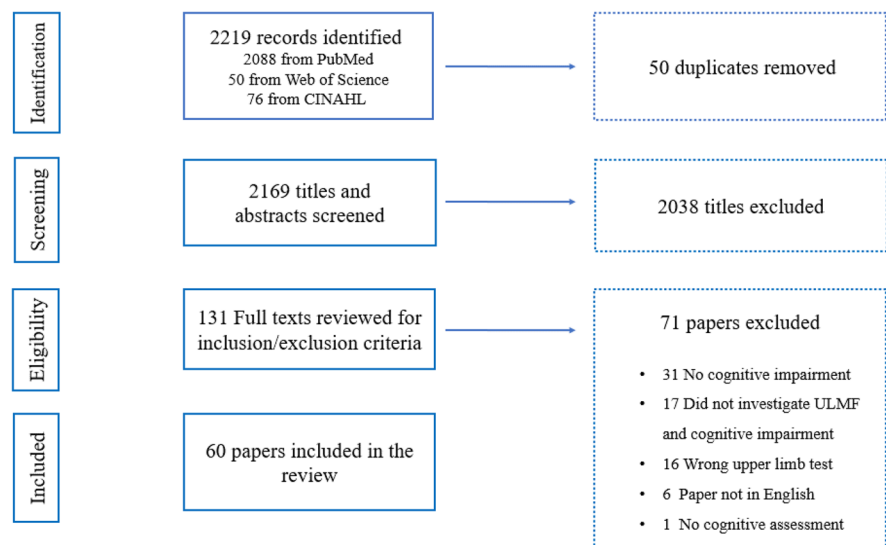 Identification
2219 records identified
2088 from PubMed
50 from Web of Science
76 from CINAHL
50 duplicates removed
Screening
2169 titles and
abstracts screened
2038 titles excluded
Eligibility
131 Full texts reviewed for
inclusion/exclusion criteria
71 papers excluded
• 31 No cognitive impairment
• 17 Did not investigate ULMF
and cognitive impairment
• 16 Wrong upper limb test
• 6 Paper not in English
• 1 No cognitive assessment
Included
60 papers included in the
review